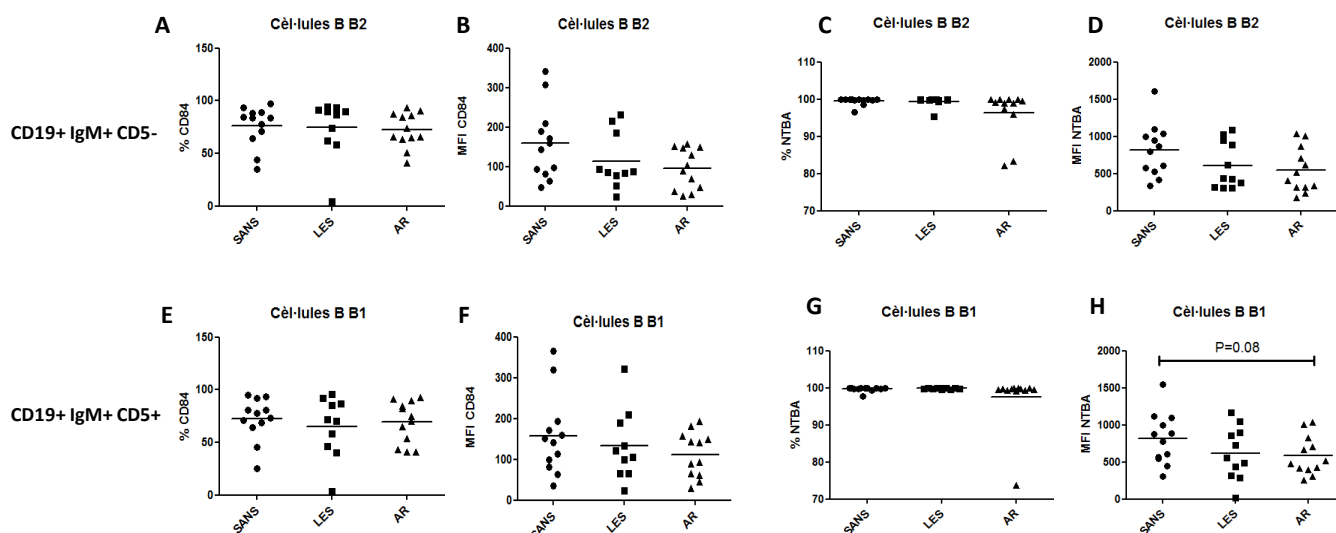 A
Cèl·lules B B2
B
Cèl·lules B B2
C
Cèl·lules B B2
D
Cèl·lules B B2
CD19+ IgM+ CD5-
% CD84
150
100
50
0
SANS
LES
AR
MFI CD84
400
300
200
100
0
SANS
LES
AR
% NTBA
110
100
90
80
70
SANS
LES
AR
MFI NTBA
2000
1500
1000
500
0
SANS
LES
AR
E
Cèl·lules B B1
F
Cèl·lules B B1
G
Cèl·lules B B1
H
Cèl·lules B B1
CD19+ IgM+ CD5+
% CD84
150
100
50
0
SANS
LES
AR
MFI CD84
400
300
200
100
0
SANS
LES
AR
% NTBA
110
100
90
80
70
SANS
LES
AR
MFI NTBA
2000
1500
1000
500
0
P=0.08
SANS
LES
AR